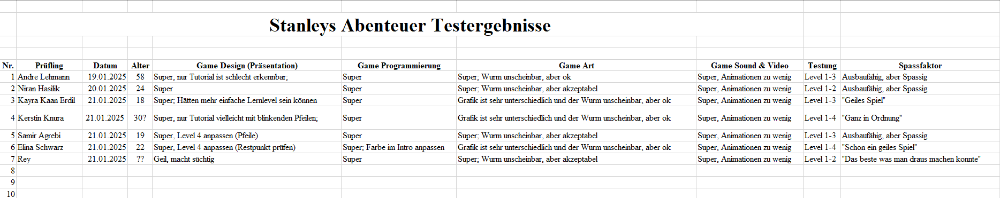 Stanleys Abenteuer Testergebnisse
Nr. Prüfling Datum Alter Game Design (Präsentation) Game Programmierung Game Art Game Sound & Video Testung Spassfaktor
1 Andre Lehmann 19.01.2025 58 Super, nur Tutorial ist schlecht erkennbar; Super Super; Wurm unscheinbar, aber ok Super, Animationen zu wenig Level 1-3 Ausbaufähig, aber Spassig
2 Niran Hasilik 20.01.2025 24 Super Super Super; Wurm unscheinbar, aber akzeptabel Super, Animationen zu wenig Level 1-2 Ausbaufähig, aber Spassig
3 Kayra Kaan Erdil 21.01.2025 18 Super; Hätten mehr einfache Lernlevel sein können Super Grafik ist sehr unterschiedlich und der Wurm unscheinbar, aber ok Super, Animationen zu wenig Level 1-3 "Geiles Spiel"
4 Kerstin Knura 21.01.2025 30? Super, nur Tutorial vielleicht mit blinkenden Pfeilen; Super Grafik ist sehr unterschiedlich und der Wurm unscheinbar, aber ok Super, Animationen zu wenig Level 1-4 "Ganz in Ordnung"
5 Samir Agrebi 21.01.2025 19 Super, Level 4 anpassen (Pfeile) Super Super; Wurm unscheinbar, aber akzeptabel Super, Animationen zu wenig Level 1-3 Ausbaufähig, aber Spassig
6 Elina Schwarz 21.01.2025 22 Super, Level 4 anpassen (Restpunkt prüfen) Super; Farbe im Intro anpassen Grafik ist sehr unterschiedlich und der Wurm unscheinbar, aber ok Super, Animationen zu wenig Level 1-4 "Schon ein geiles Spiel"
7 Rey 21.01.2025 ?? Geil, macht süchtig Super Super; Wurm unscheinbar, aber akzeptabel Super, Animationen zu wenig Level 1-2 "Das beste was man draus machen konnte"
8
9
10